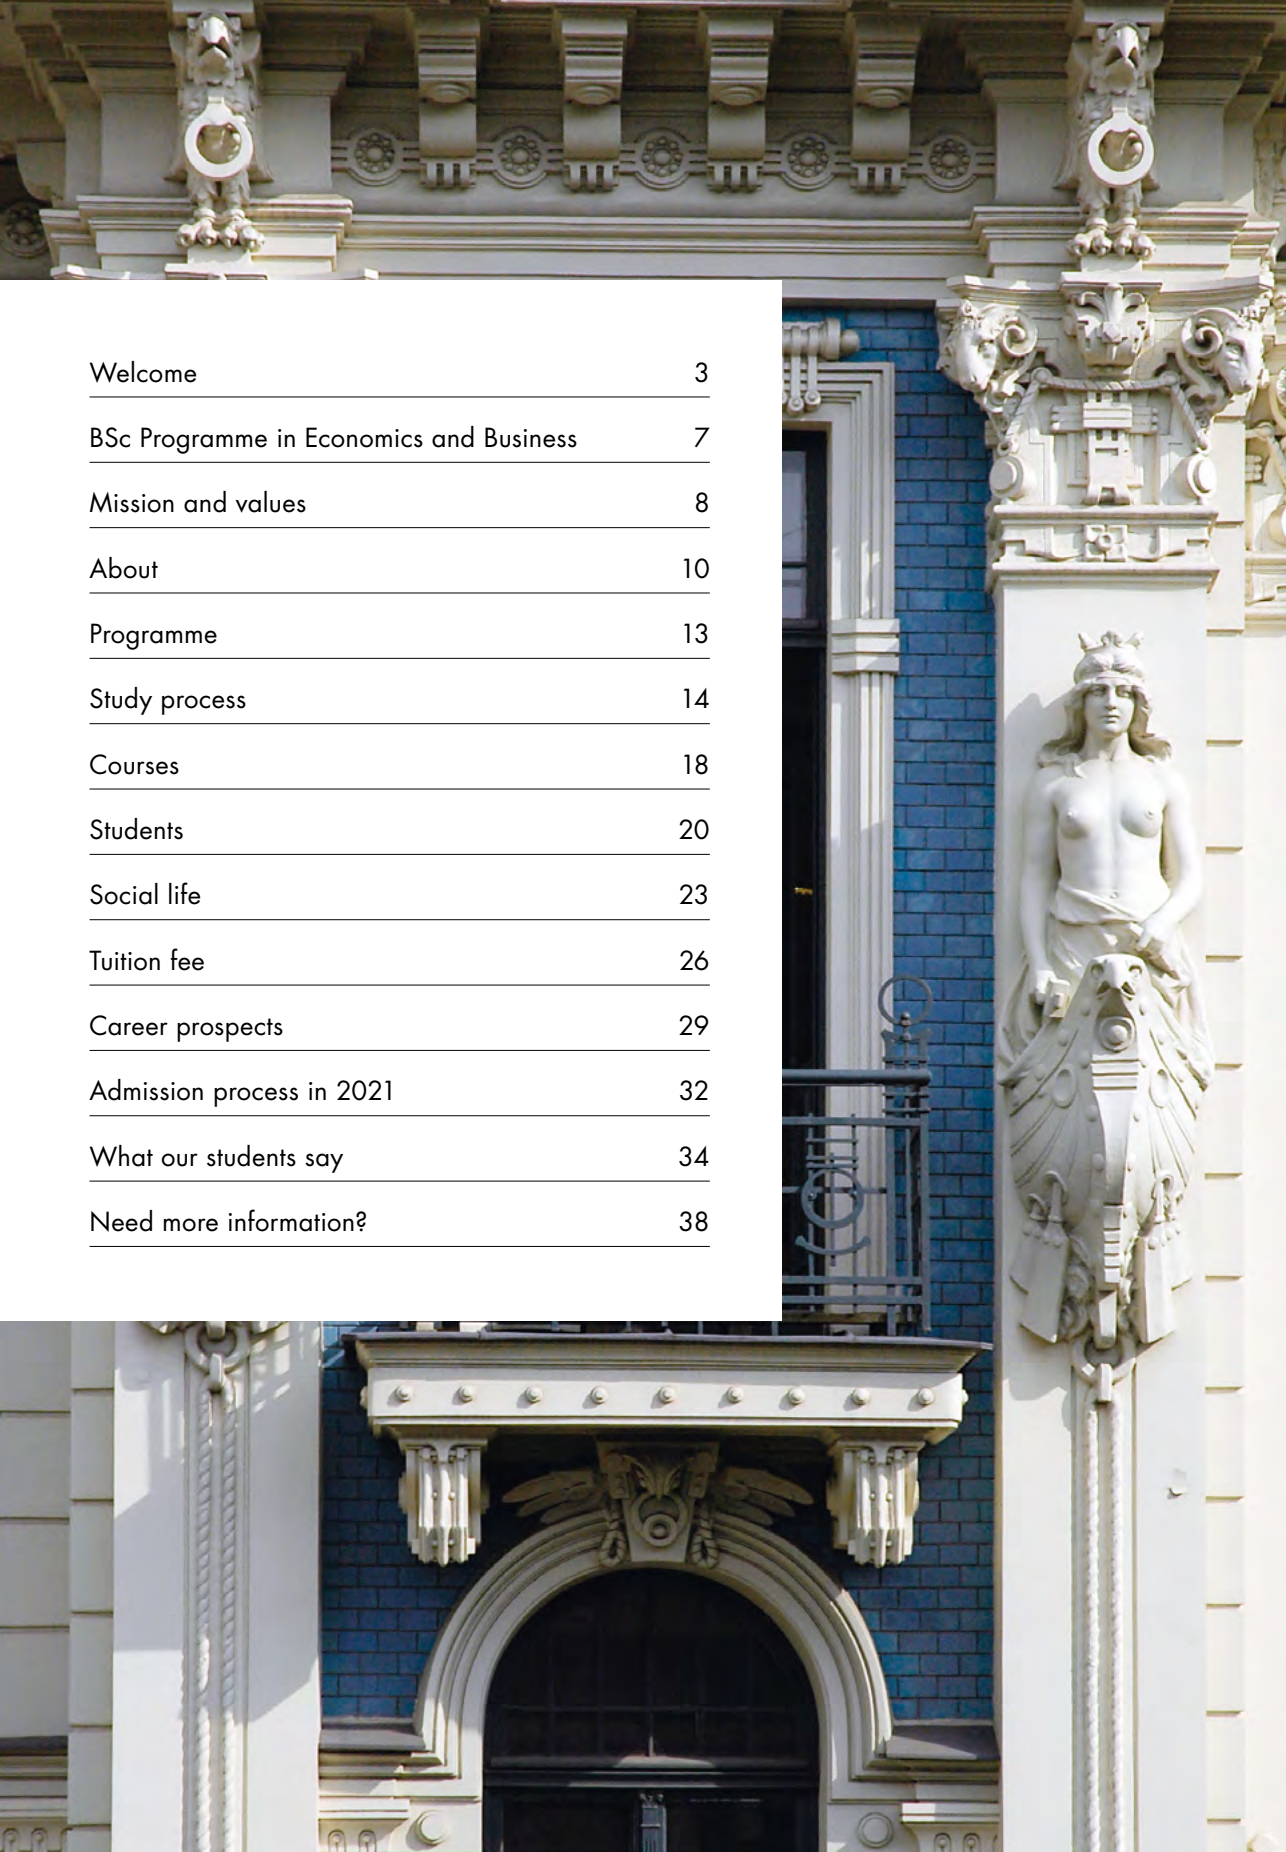 Welcome 3
BSc Programme in Economics and Business 7
Mission and values 8
About 10
Programme 13
Study process 14
Courses 18
Students 20
Social life 23
Tuition fee 26
Career prospects 29
Admission process in 2021 32
What our students say 34
Need more information? 38